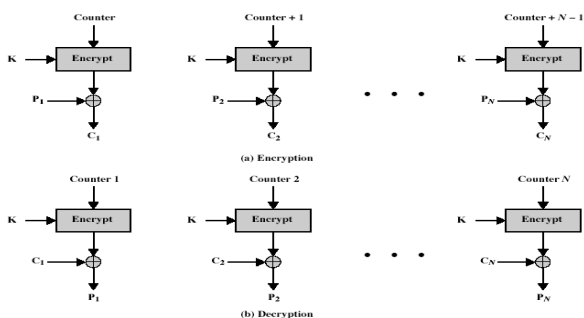 Counter Counter + 1 Counter + N − 1
K Encrypt K Encrypt K Encrypt
P1 P2 PN
C1 C2 CN
(a) Encryption
Counter 1 Counter 2 Counter N
K Encrypt K Encrypt K Encrypt
C1 C2 CN
P1 P2 PN
(b) Decryption